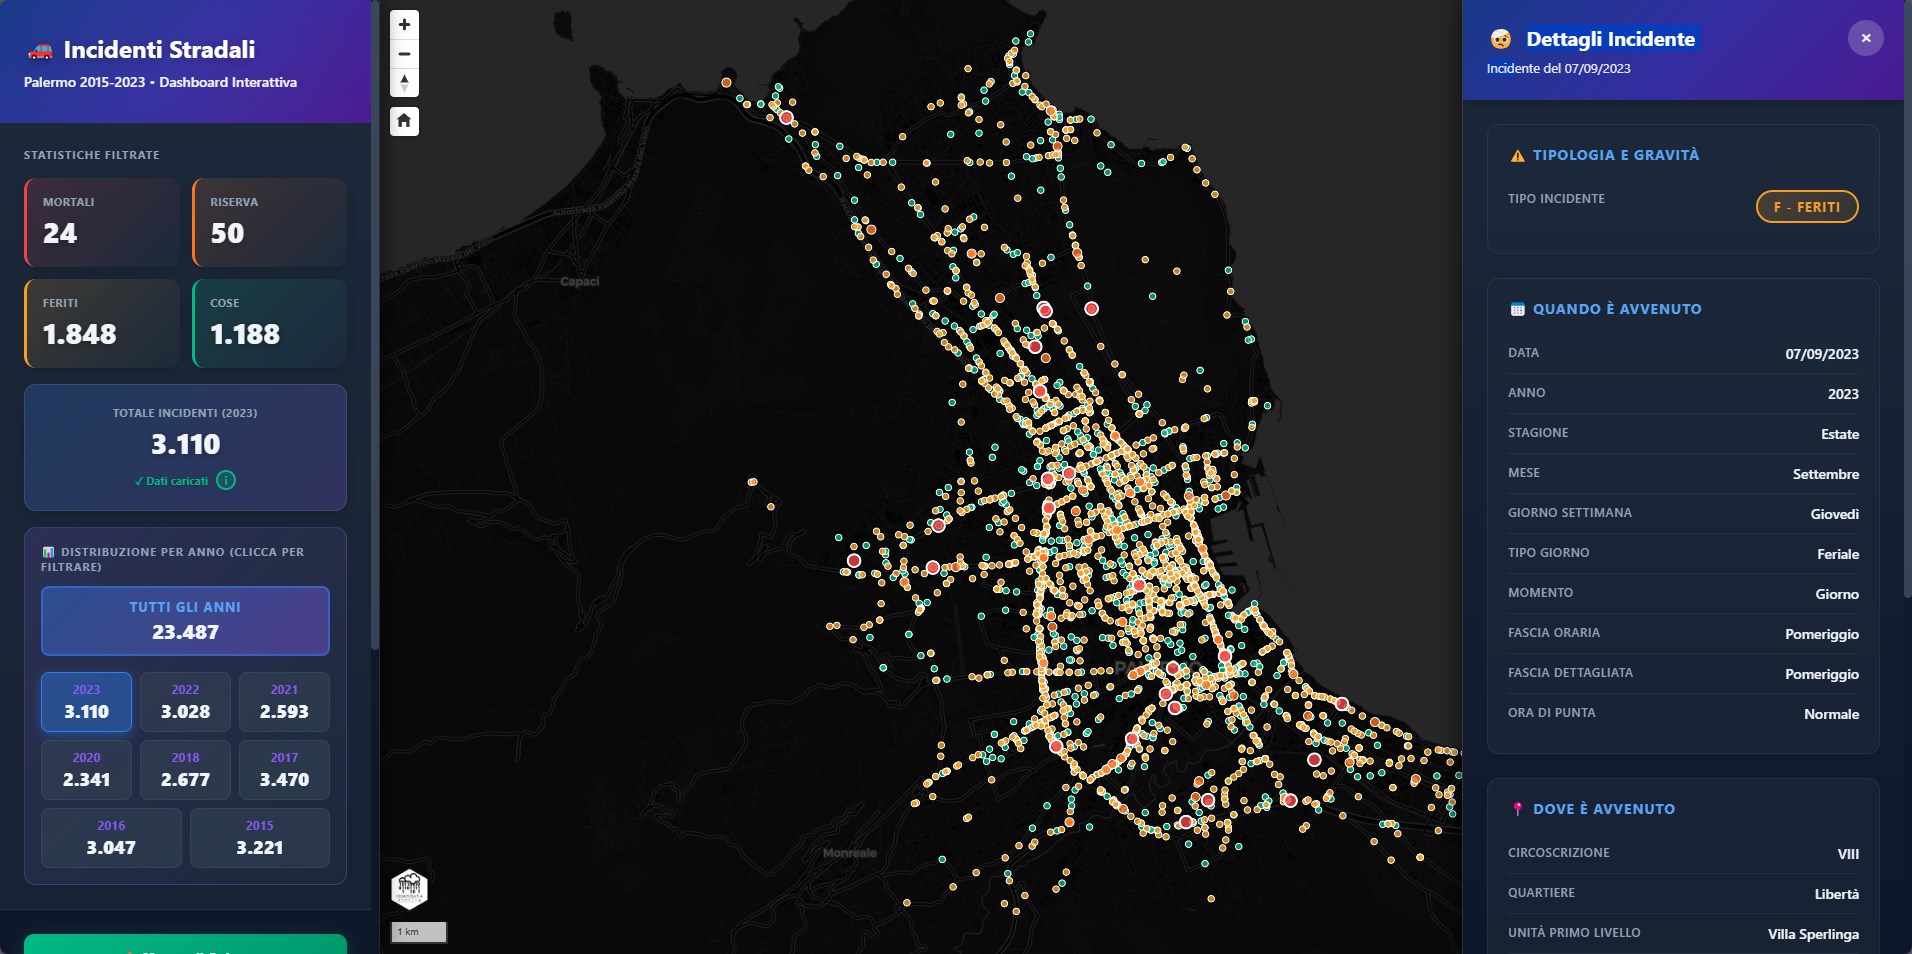 Incidenti Stradali
Palermo 2015-2023 • Dashboard Interattiva
STATISTICHE FILTRATE
MORTALI
24
RISERVA
50
FERITI
1.848
COSE
1.188
TOTALE INCIDENTI (2023)
3.110
✓ Dati caricati
i
DISTRIBUZIONE PER ANNO (CLICCA PER
FILTRARE)
TUTTI GLI ANNI
23.487
2023
3.110
2022
3.028
2021
2.593
2020
2.341
2018
2.677
2017
3.470
2016
3.047
2015
3.221
+
−
Capaci
Monreale
1 km
Dettagli Incidente
Incidente del 07/09/2023
×
TIPOLOGIA E GRAVITÀ
TIPO INCIDENTE
F - FERITI
QUANDO È AVVENUTO
DATA
07/09/2023
ANNO
2023
STAGIONE
Estate
MESE
Settembre
GIORNO SETTIMANA
Giovedì
TIPO GIORNO
Feriale
MOMENTO
Giorno
FASCIA ORARIA
Pomeriggio
FASCIA DETTAGLIATA
Pomeriggio
ORA DI PUNTA
Normale
DOVE È AVVENUTO
CIRCOSCRIZIONE
VIII
QUARTIERE
Libertà
UNITÀ PRIMO LIVELLO
Villa Sperlinga